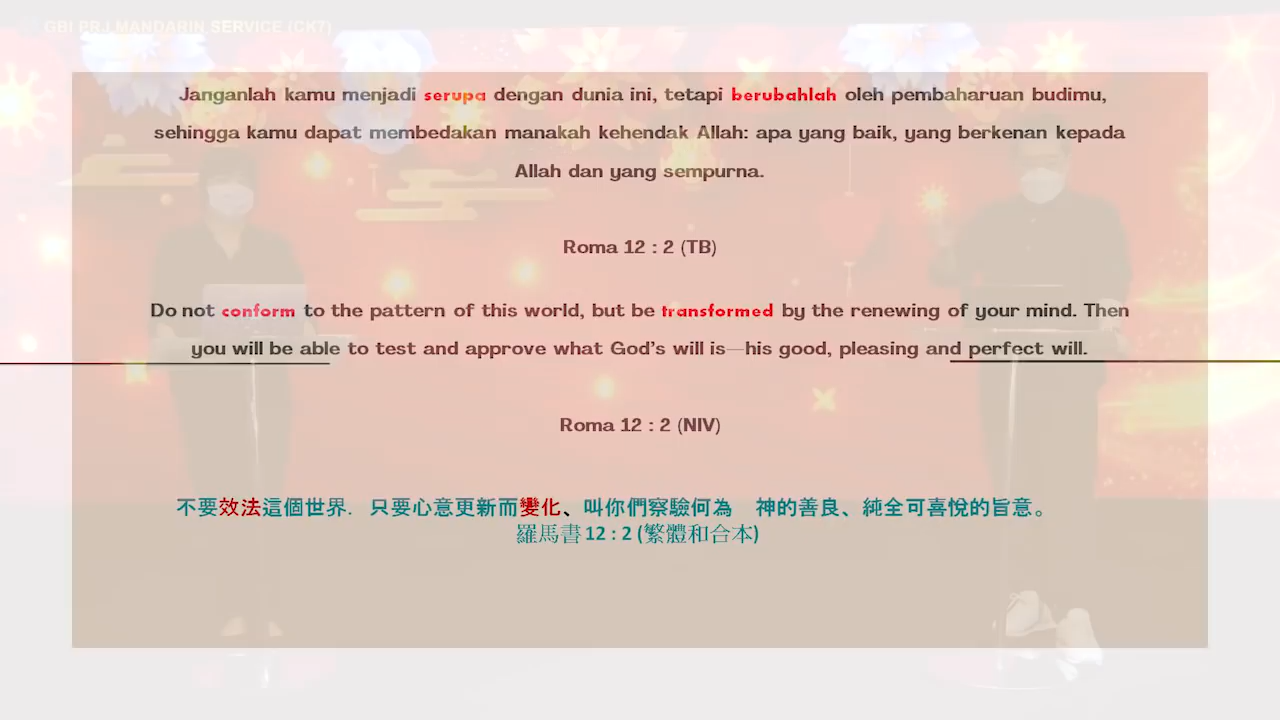 GBI PRJ MANDARIN SERVICE (CK7)
Janganlah kamu menjadi serupa dengan dunia ini, tetapi berubahlah oleh pembaharuan budimu,
sehingga kamu dapat membedakan manakah kehendak Allah: apa yang baik, yang berkenan kepada
Allah dan yang sempurna.
Roma 12 : 2 (TB)
Do not conform to the pattern of this world, but be transformed by the renewing of your mind. Then
you will be able to test and approve what God's will is—his good, pleasing and perfect will.
Roma 12 : 2 (NIV)
不要效法這個世界. 只要心意更新而變化、叫你們察驗何為　神的善良、純全可喜悅的旨意。
羅馬書 12 : 2 (繁體和合本)